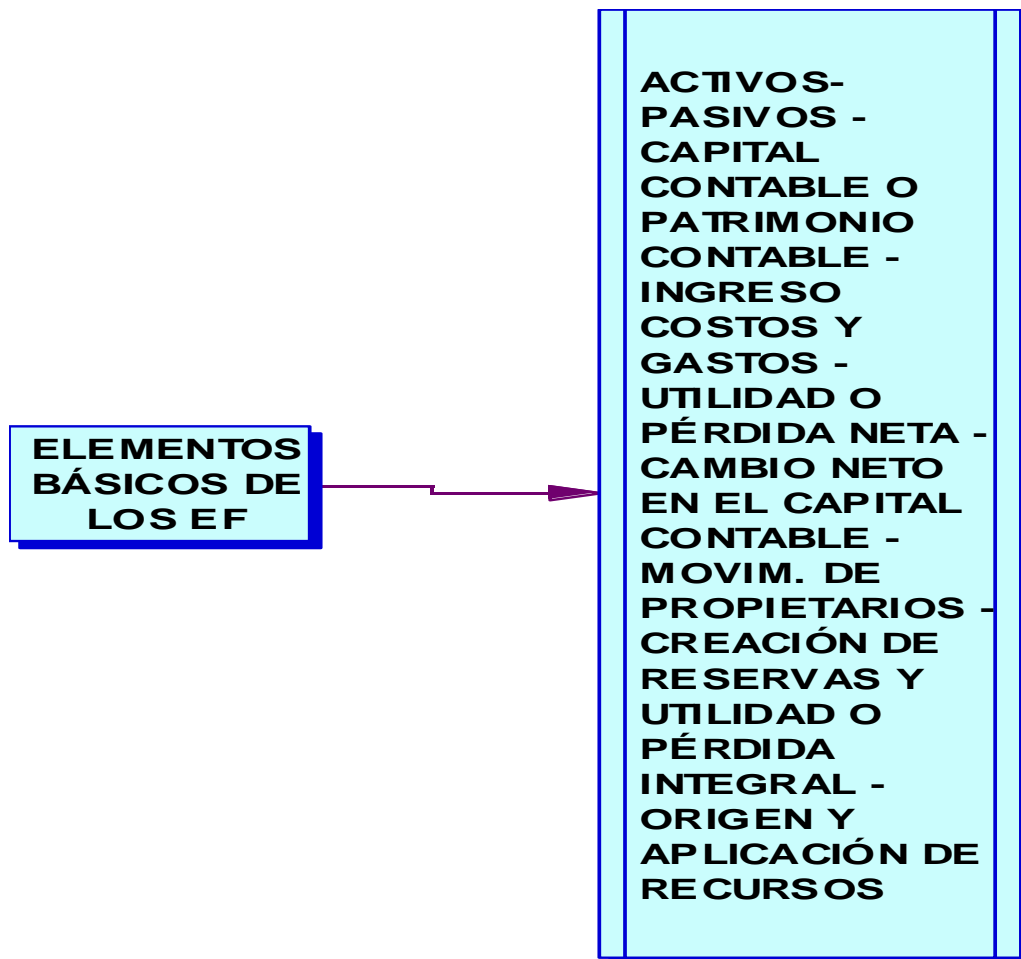 ELEMENTOS
BÁSICOS DE
LOS EF
ACTIVOS-
PASIVOS -
CAPITAL
CONTABLE O
PATRIMONIO
CONTABLE -
INGRESO
COSTOS Y
GASTOS -
UTILIDAD O
PÉRDIDA NETA -
CAMBIO NETO
EN EL CAPITAL
CONTABLE -
MOVIM. DE
PROPIETARIOS -
CREACIÓN DE
RESERVAS Y
UTILIDAD O
PÉRDIDA
INTEGRAL -
ORIGEN Y
APLICACIÓN DE
RECURSOS